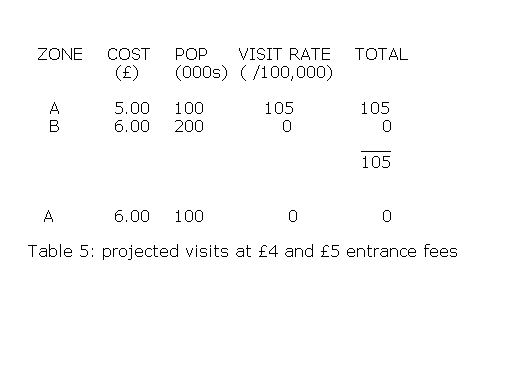 ZONE COST POP VISIT RATE TOTAL
(£) (000s) ( /100,000)
A 5.00 100 105 105
B 6.00 200 0 0
105
A 6.00 100 0 0
Table 5: projected visits at £4 and £5 entrance fees